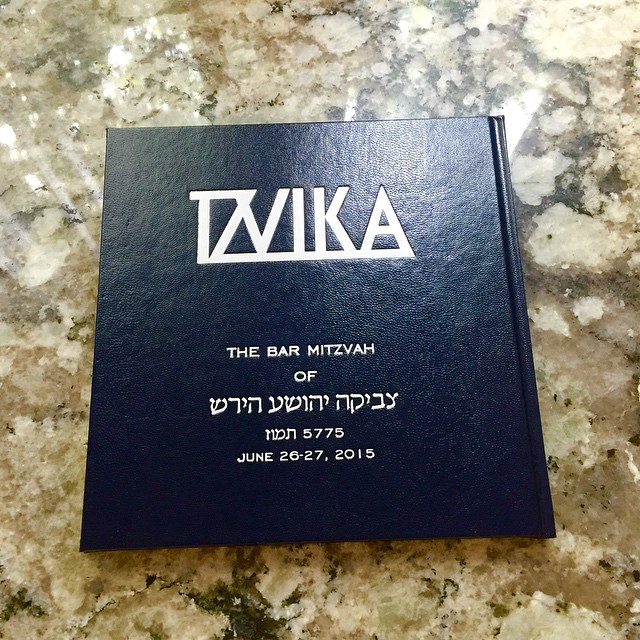 TZVIKA
THE BAR MITZVAH
OF
צביקה יהושע הירש
תמוז 5775
JUNE 26-27, 2015